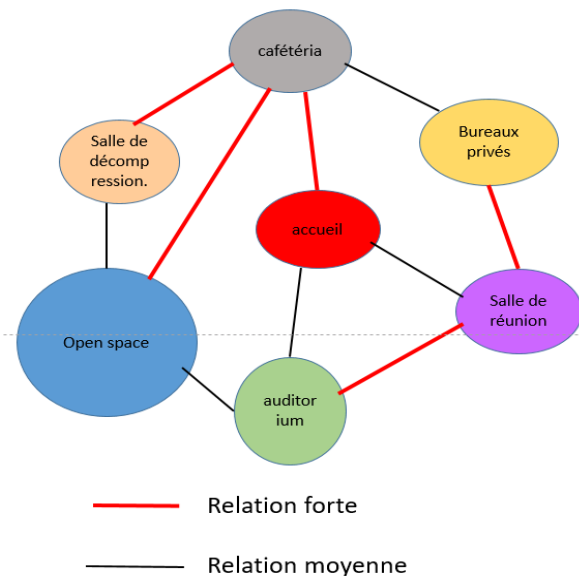 cafétéria
Salle de
décomp
ression.
Bureaux
privés
accueil
Salle de
réunion
Open space
auditor
ium
Relation forte
Relation moyenne